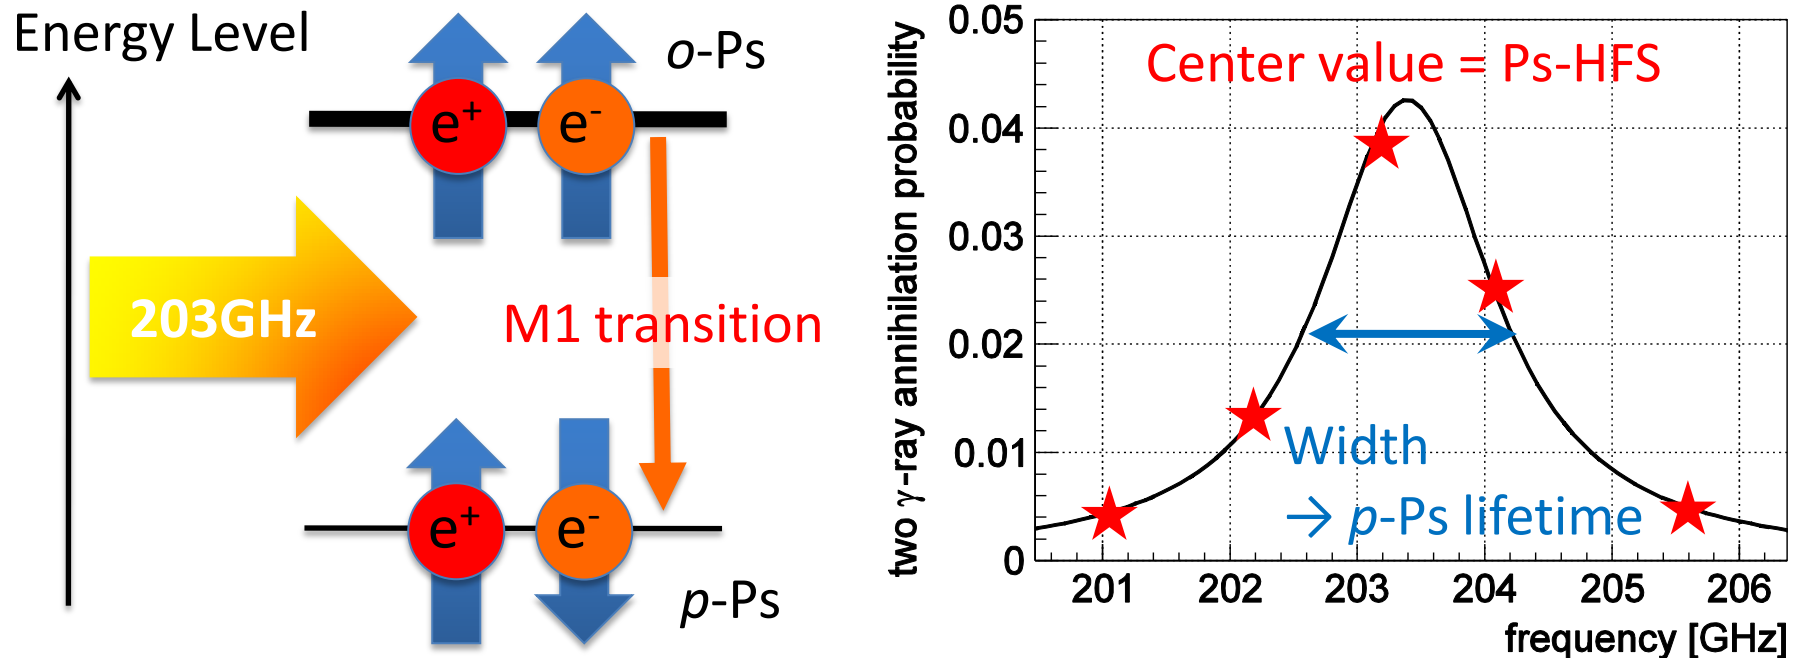 Energy Level
o-Ps
e+
e-
203GHz
M1 transition
e+
e-
p-Ps
two γ-ray annihilation probability
0.05
0.04
0.03
0.02
0.01
0
Center value = Ps-HFS
Width
→ p-Ps lifetime
201 202 203 204 205 206
frequency [GHz]